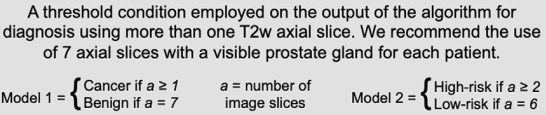 A threshold condition employed on the output of the algorithm for
diagnosis using more than one T2w axial slice. We recommend the use
of 7 axial slices with a visible prostate gland for each patient.
Model 1 = { Cancer if a ≥ 1
Benign if a = 7
a = number of
image slices
Model 2 = { High-risk if a ≥ 2
Low-risk if a = 6